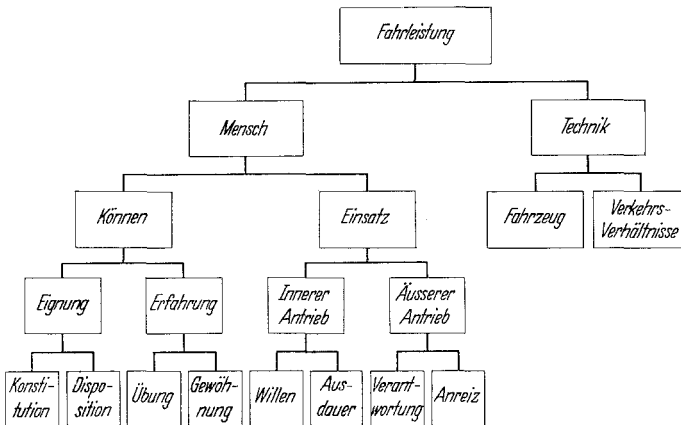 Fahrleistung
Mensch
Technik
Können
Einsatz
Fahrzeug
Verkehrs-
Verhältnisse
Eignung
Erfahrung
Innerer
Antrieb
Äusserer
Antrieb
Konsti-
tution
Dispo-
sition
Übung
Gewöh-
nung
Willen
Aus-
dauer
Verant-
wortung
Anreiz